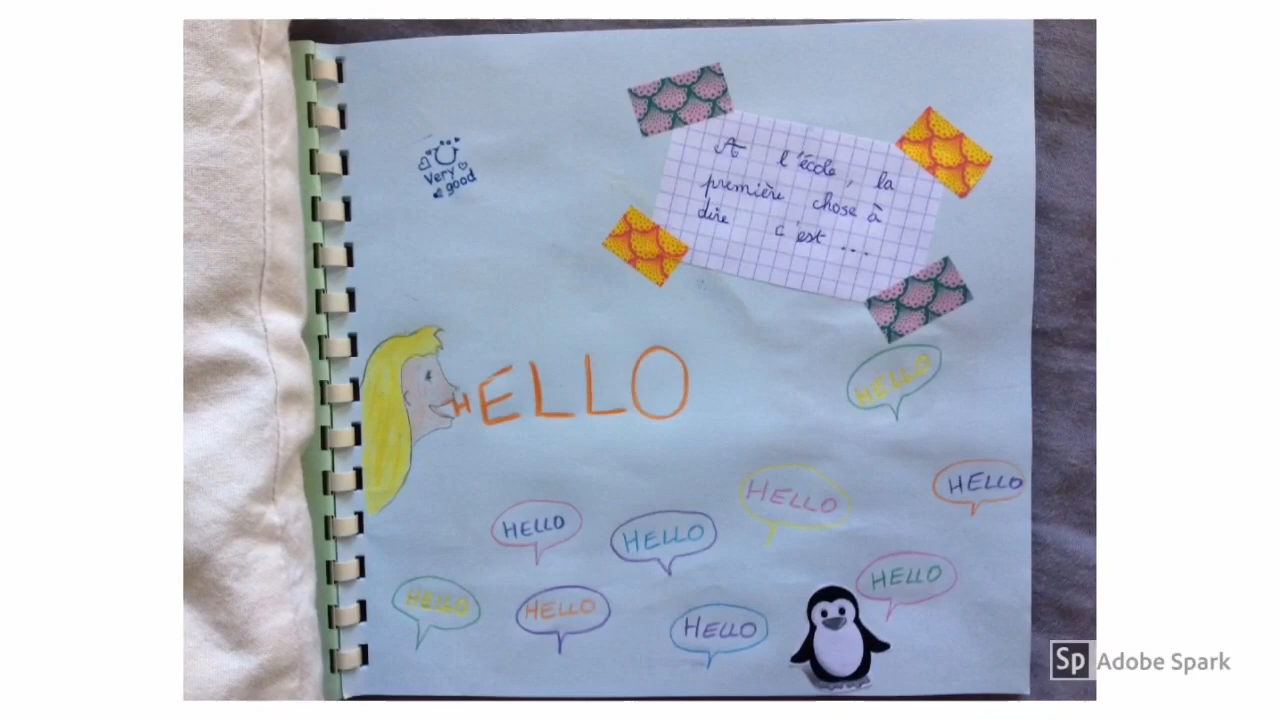 Very
good
A l'école, la
première chose à
dire c'est ...
HELLO
HELLO
HELLO
HELLO
HELLO
HELLO
HELLO
HELLO
HELLO
HELLO
Sp Adobe Spark